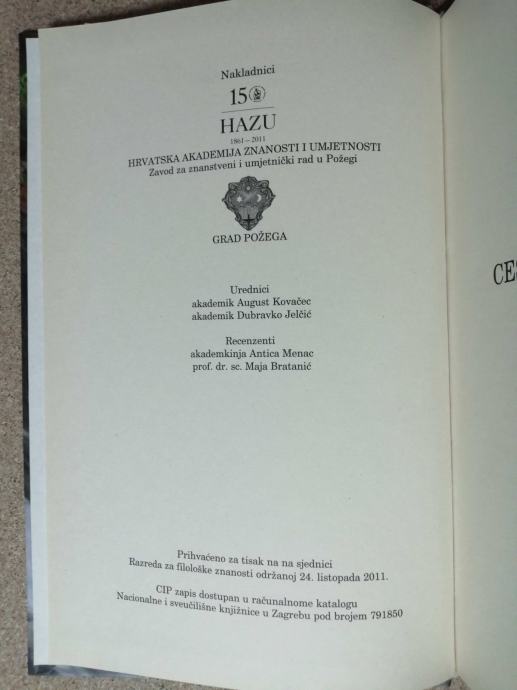 Nakladnici
150
HAZU
1861 – 2011
HRVATSKA AKADEMIJA ZNANOSTI I UMJETNOSTI
Zavod za znanstveni i umjetnički rad u Požegi
GRAD POŽEGA
Urednici
akademik August Kovačec
akademik Dubravko Jelčić
Recenzenti
akademkinja Antica Menac
prof. dr. sc. Maja Bratanić
Prihvaćeno za tisak na na sjednici
Razreda za filološke znanosti održanoj 24. listopada 2011.
CIP zapis dostupan u računalnome katalogu
Nacionalne i sveučilišne knjižnice u Zagrebu pod brojem 791850